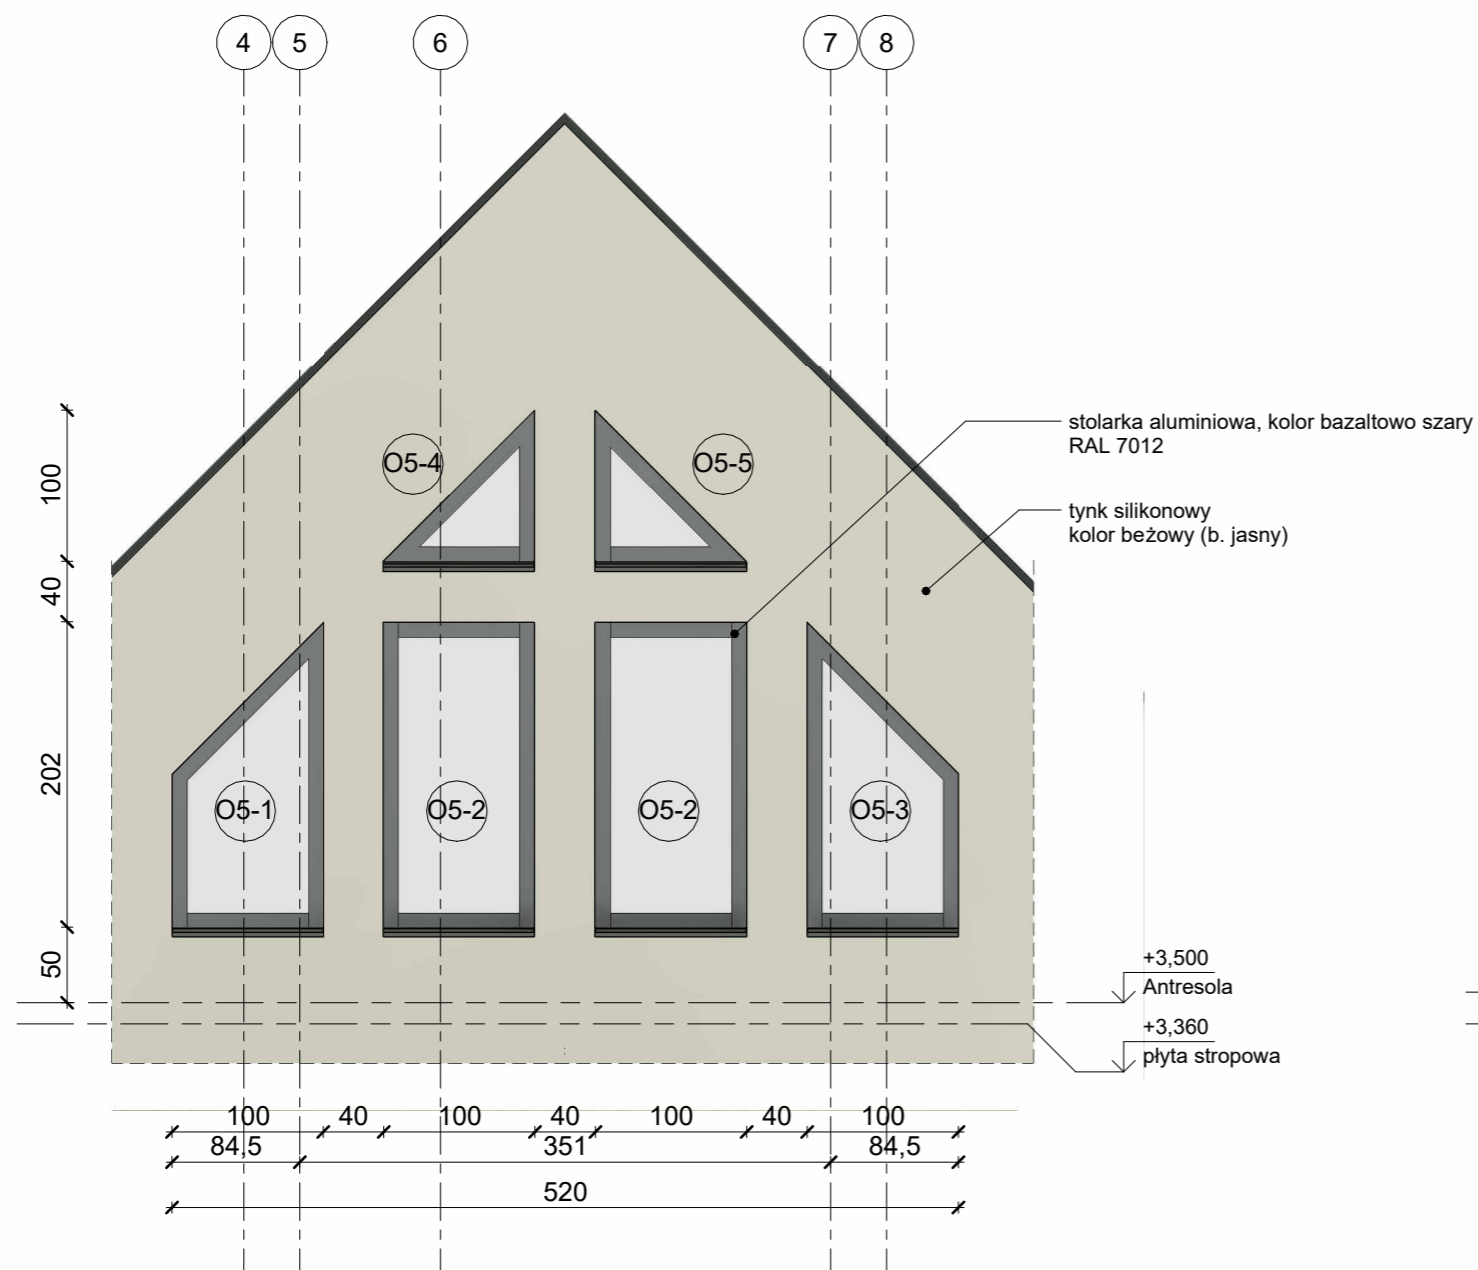 4
5
6
7
8
O5-4
O5-5
stolarka aluminiowa, kolor bazaltowo szary
RAL 7012
tynk silikonowy
kolor beżowy (b. jasny)
100
40
202
50
O5-1
O5-2
O5-2
O5-3
+3,500
Antresola
+3,360
płyta stropowa
100
40
100
40
100
40
100
84,5
351
84,5
520